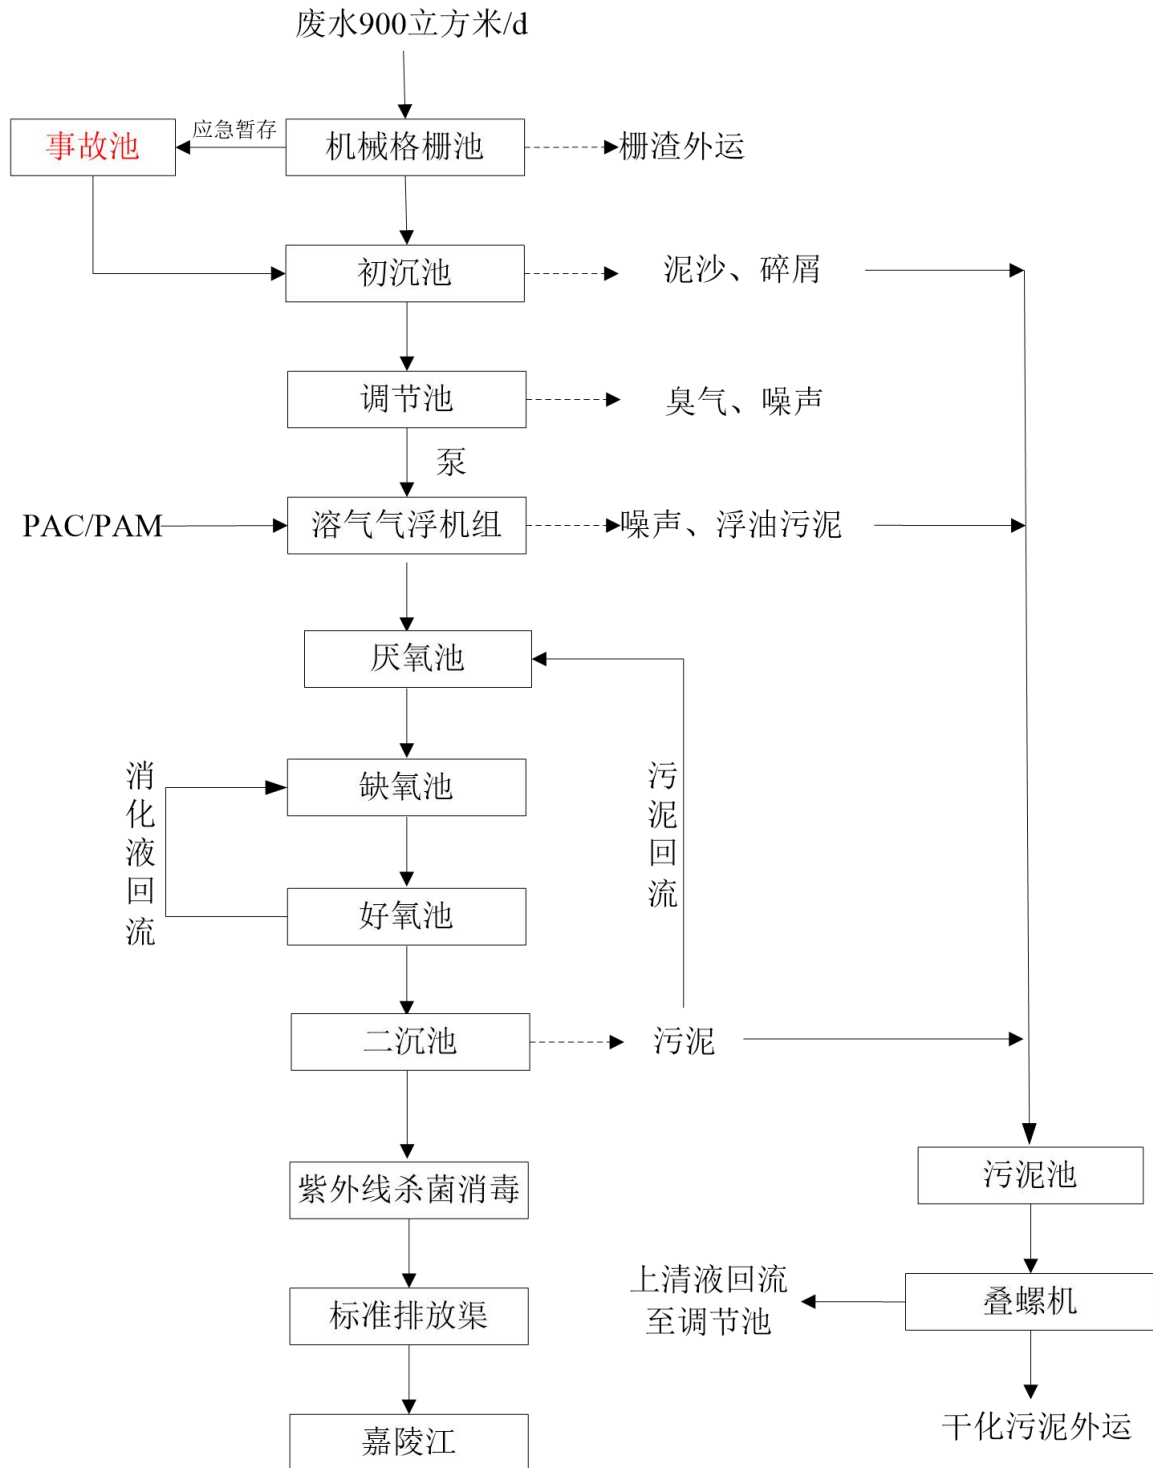 废水900立方米/d
事故池
应急暂存
机械格栅池
栅渣外运
初沉池
泥沙、碎屑
调节池
臭气、噪声
泵
PAC/PAM
溶气气浮机组
噪声、浮油污泥
厌氧池
消化液回流
缺氧池
污泥回流
好氧池
二沉池
污泥
紫外线杀菌消毒
污泥池
标准排放渠
上清液回流
至调节池
叠螺机
嘉陵江
干化污泥外运